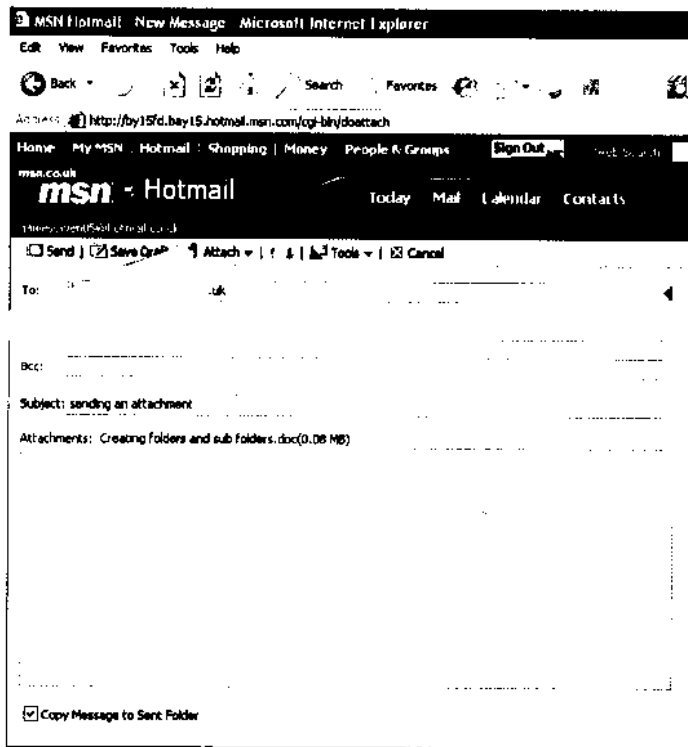 MSN Hotmail - New Message - Microsoft Internet Explorer
Edit View Favorites Tools Help
Back Search Favorites
Address http://by15fd.bay15.hotmail.msn.com/cgi-bin/doattach
Home My MSN Hotmail Shopping | Money People & Groups Sign Out Web Search
msn.co.uk
msn Hotmail
Today Mail Calendar Contacts
Send | Save Draft Attach | Tools | Cancel
To: .uk
Bcc:
Subject: sending an attachment
Attachments: Creating folders and sub folders.doc(0.08 MB)
Copy Message to Sent Folder